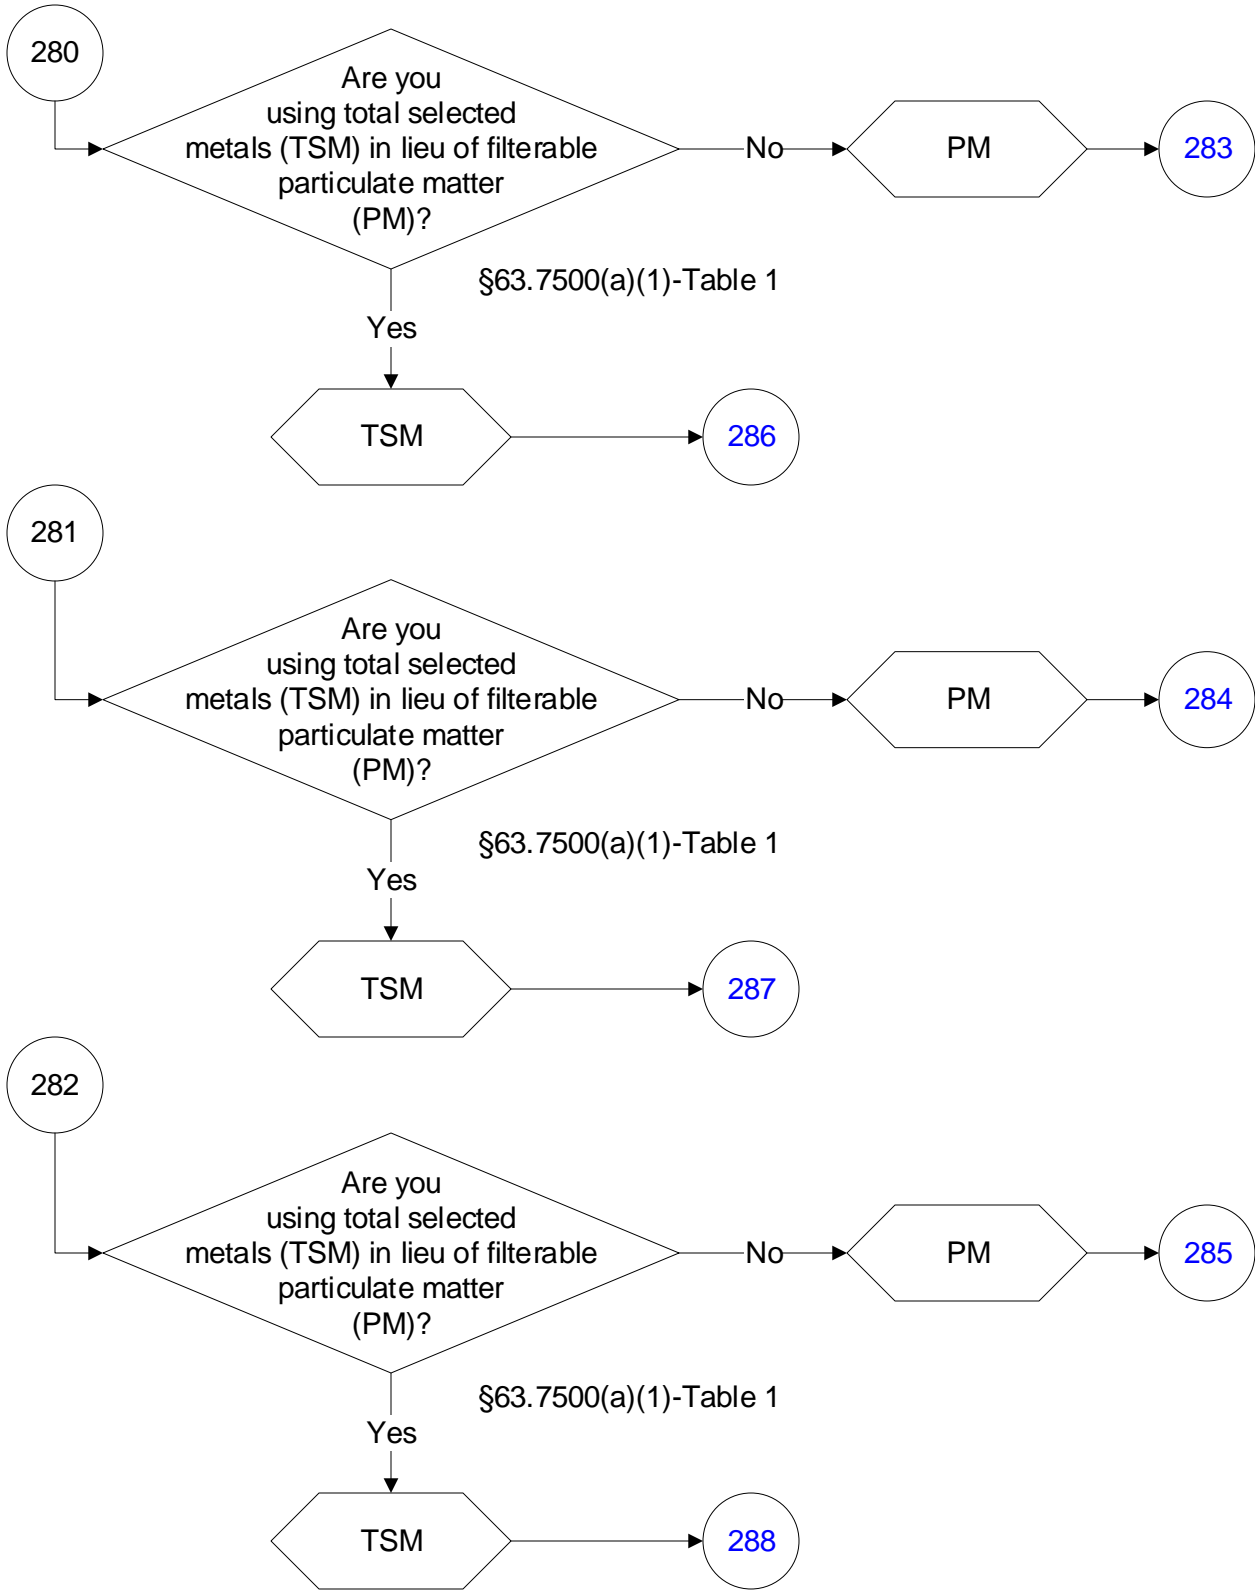 280
Are you
using total selected
metals (TSM) in lieu of filterable
particulate matter
(PM)?
No
PM
283
§63.7500(a)(1)-Table 1
Yes
TSM
286
281
Are you
using total selected
metals (TSM) in lieu of filterable
particulate matter
(PM)?
No
PM
284
§63.7500(a)(1)-Table 1
Yes
TSM
287
282
Are you
using total selected
metals (TSM) in lieu of filterable
particulate matter
(PM)?
No
PM
285
§63.7500(a)(1)-Table 1
Yes
TSM
288